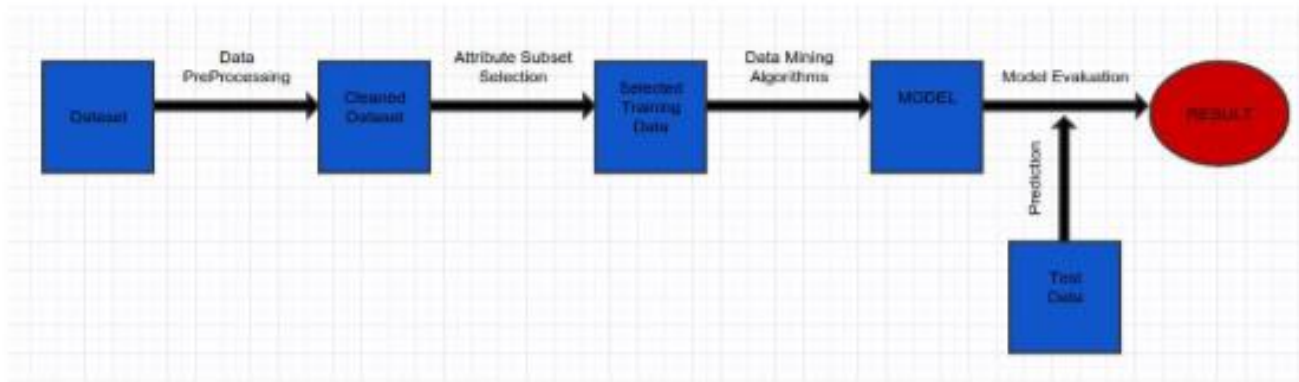 Data
PreProcessing
Attribute Subset
Selection
Data Mining
Algorithms
Model Evaluation
Dataset
Cleaned
Dataset
Selected
Training
Data
MODEL
RESULT
Prediction
Test
Data